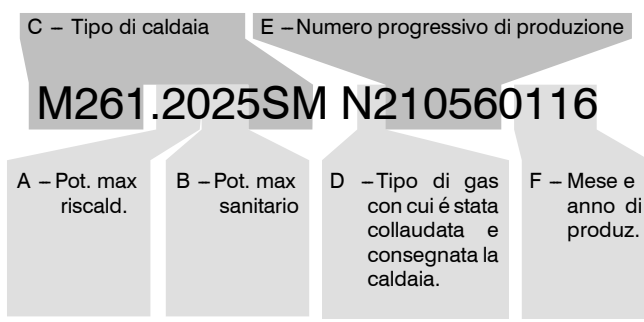 C – Tipo di caldaia
E – Numero progressivo di produzione
M261.2025SM N210560116
A – Pot. max
riscald.
B – Pot. max
sanitario
D – Tipo di gas
con cui é stata
collaudata e
consegnata la
caldaia.
F – Mese e
anno di
produz.